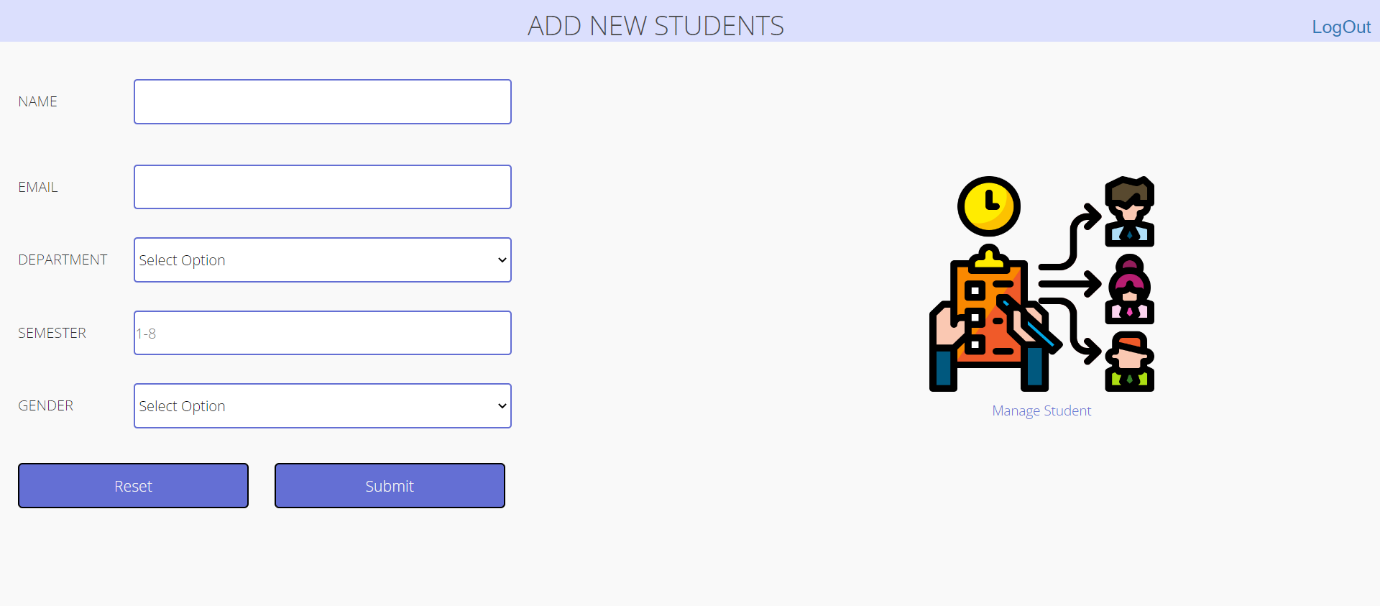 ADD NEW STUDENTS
LogOut
NAME
EMAIL
DEPARTMENT
Select Option
SEMESTER
1-8
GENDER
Select Option
Reset
Submit
Manage Student